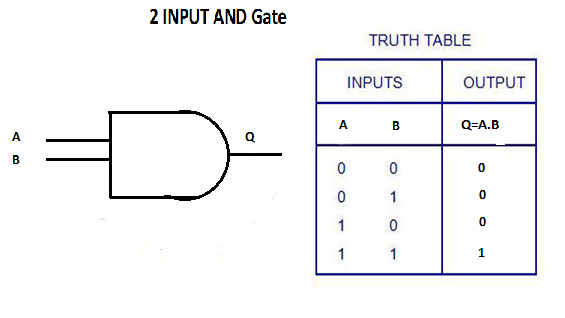 2 INPUT AND Gate
TRUTH TABLE
INPUTS OUTPUT
A B Q=A.B
A
B
Q
0 0 0
0 1 0
1 0 0
1 1 1